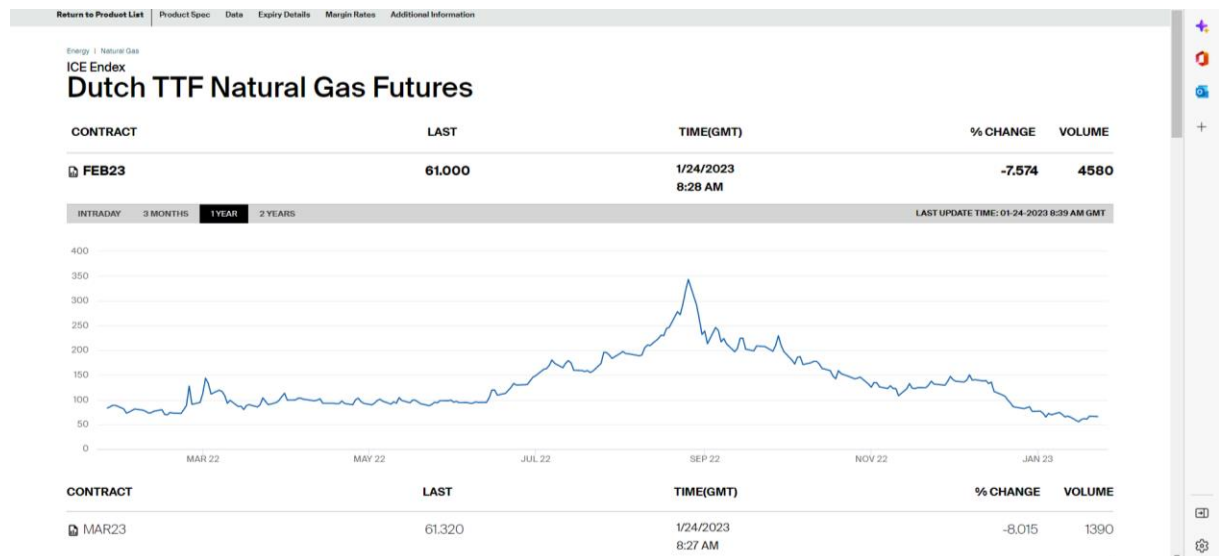 Return to Product List | Product Spec Data Expiry Details Margin Rates Additional Information
Energy | Natural Gas
ICE Endex
Dutch TTF Natural Gas Futures
CONTRACT LAST TIME(GMT) % CHANGE VOLUME
FEB23 61.000 1/24/2023 -7.574 4580
8:28 AM
INTRADAY 3 MONTHS 1 YEAR 2 YEARS LAST UPDATE TIME: 01-24-2023 8:39 AM GMT
400
350
300
250
200
150
100
50
0
MAR 22 MAY 22 JUL 22 SEP 22 NOV 22 JAN 23
CONTRACT LAST TIME(GMT) % CHANGE VOLUME
MAR23 61.320 1/24/2023 -8.015 1390
8:27 AM